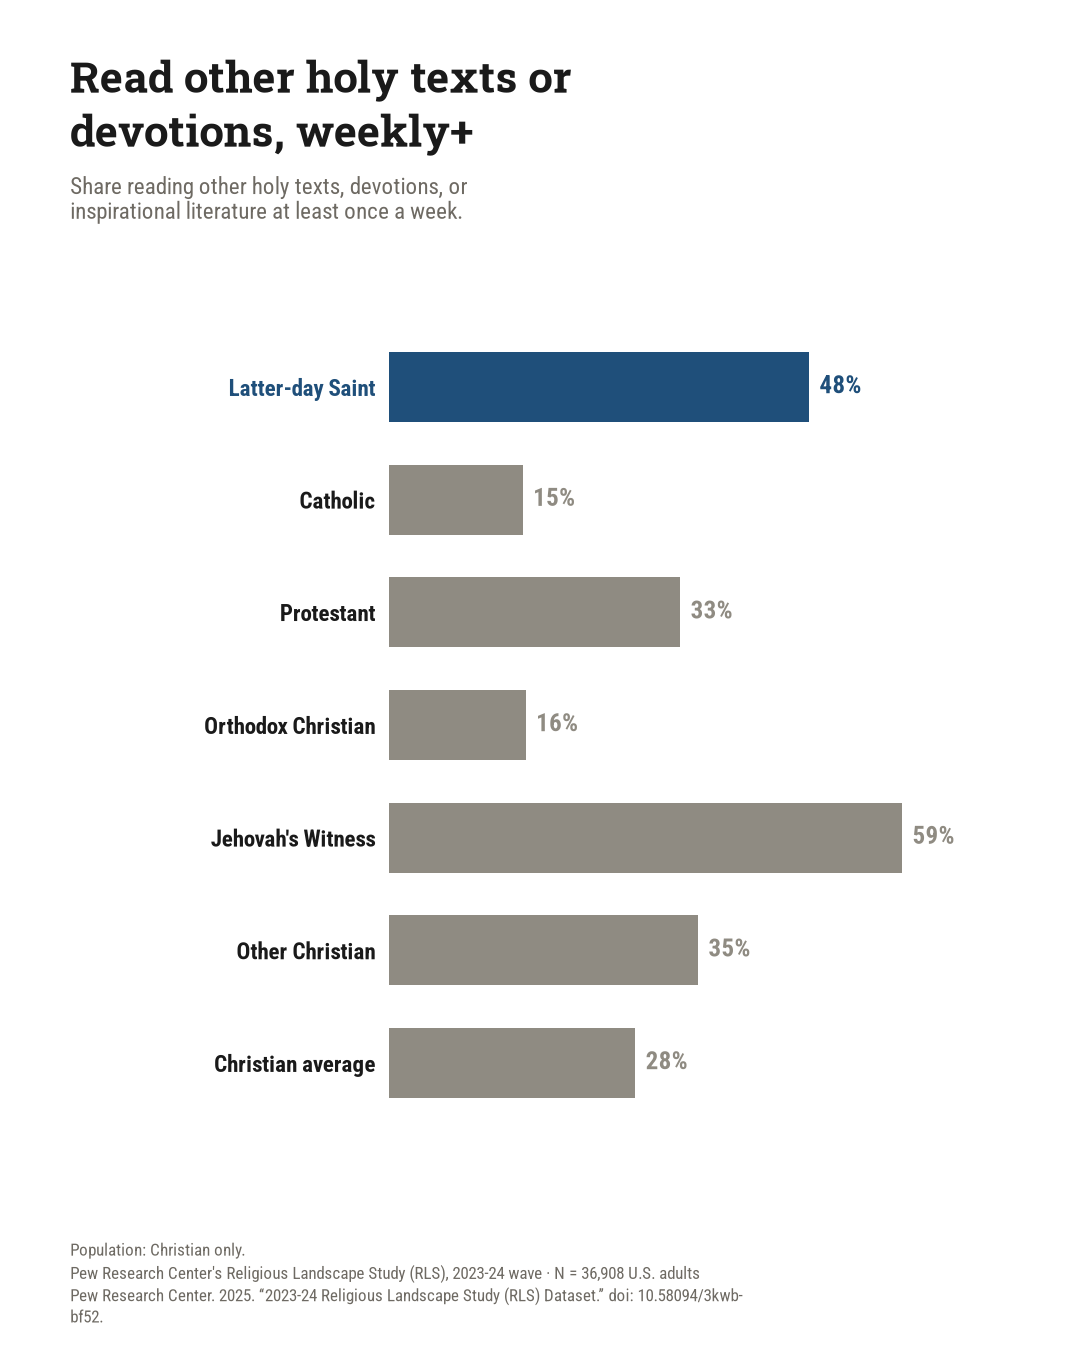 Read other holy texts or
devotions, weekly+
Share reading other holy texts, devotions, or
inspirational literature at least once a week.
Latter-day Saint 48%
Catholic 15%
Protestant 33%
Orthodox Christian 16%
Jehovah's Witness 59%
Other Christian 35%
Christian average 28%
Population: Christian only.
Pew Research Center's Religious Landscape Study (RLS), 2023-24 wave · N = 36,908 U.S. adults
Pew Research Center. 2025. “2023-24 Religious Landscape Study (RLS) Dataset.” doi: 10.58094/3kwb-
bf52.